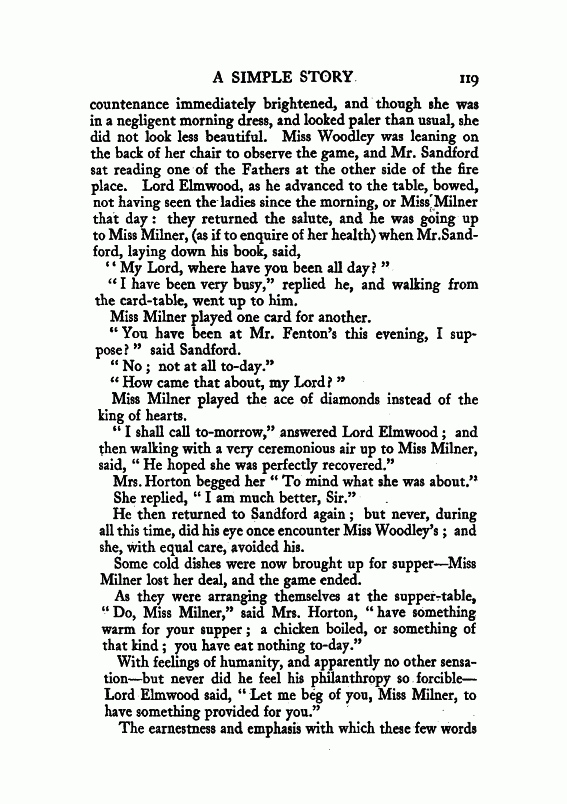 A SIMPLE STORY 119
countenance immediately brightened, and though she was
in a negligent morning dress, and looked paler than usual, she
did not look less beautiful. Miss Woodley was leaning on
the back of her chair to observe the game, and Mr. Sandford
sat reading one of the Fathers at the other side of the fire
place. Lord Elmwood, as he advanced to the table, bowed,
not having seen the ladies since the morning, or Miss Milner
that day : they returned the salute, and he was going up
to Miss Milner, (as if to enquire of her health) when Mr. Sand-
ford, laying down his book, said,
“ My Lord, where have you been all day? ”
“ I have been very busy,” replied he, and walking from
the card-table, went up to him.
Miss Milner played one card for another.
“ You have been at Mr. Fenton’s this evening, I sup-
pose? ” said Sandford.
“ No ; not at all to-day.”
“ How came that about, my Lord? ”
Miss Milner played the ace of diamonds instead of the
king of hearts.
“ I shall call to-morrow,” answered Lord Elmwood ; and
then walking with a very ceremonious air up to Miss Milner,
said, “ He hoped she was perfectly recovered.”
Mrs. Horton begged her “ To mind what she was about.”
She replied, “ I am much better, Sir.”
He then returned to Sandford again ; but never, during
all this time, did his eye once encounter Miss Woodley’s ; and
she, with equal care, avoided his.
Some cold dishes were now brought up for supper—Miss
Milner lost her deal, and the game ended.
As they were arranging themselves at the supper-table,
“ Do, Miss Milner,” said Mrs. Horton, “ have something
warm for your supper ; a chicken boiled, or something of
that kind ; you have eat nothing to-day.”
With feelings of humanity, and apparently no other sensa-
tion—but never did he feel his philanthropy so forcible—
Lord Elmwood said, “ Let me beg of you, Miss Milner, to
have something provided for you.”
The earnestness and emphasis with which these few words